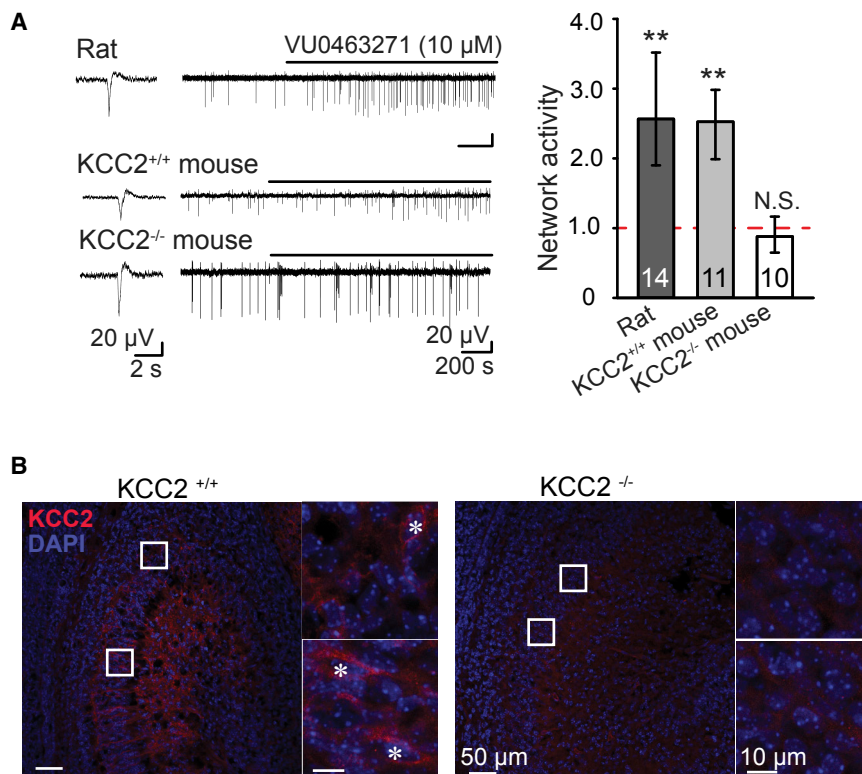 A
Rat
VU0463271 (10 µM)
KCC2+/+ mouse
KCC2-/- mouse
20 µV
2 s
20 µV
200 s
Network activity
4.0
3.0
2.0
1.0
0
**
**
N.S.
14
11
10
Rat
KCC2+/+ mouse
KCC2-/- mouse
B
KCC2 +/+
KCC2 -/-
KCC2
DAPI
*
*
*
50 µm
10 µm